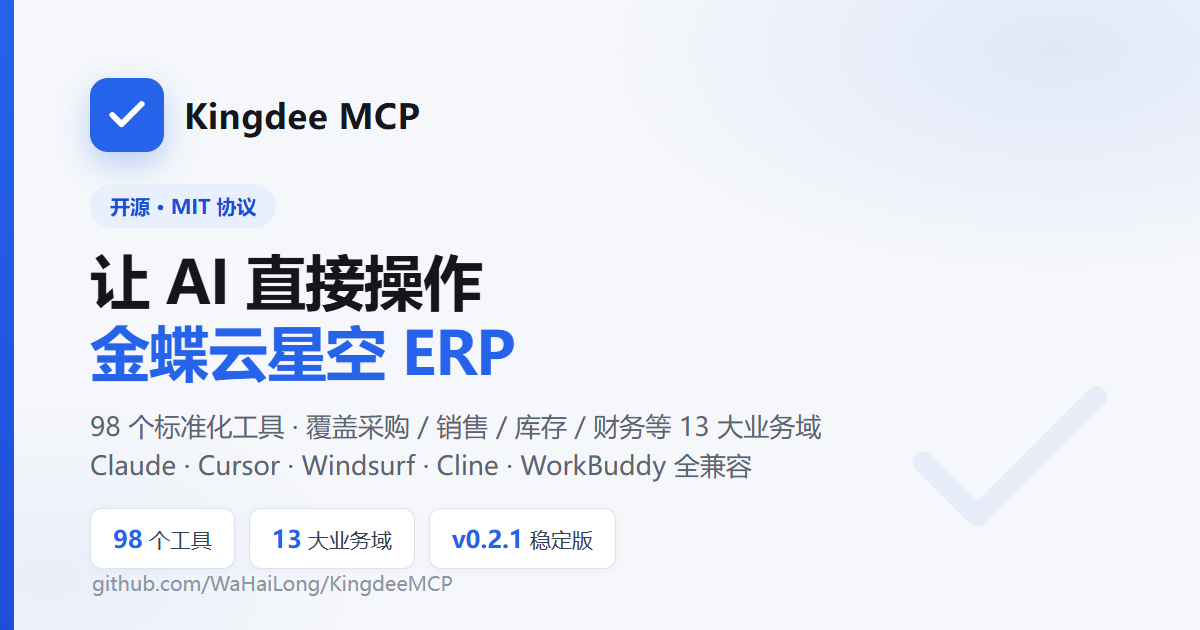 Kingdee MCP
开源 · MIT 协议
让 AI 直接操作
金蝶云星空 ERP
98 个标准化工具 · 覆盖采购 / 销售 / 库存 / 财务等 13 大业务域
Claude · Cursor · Windsurf · Cline · WorkBuddy 全兼容
98 个工具
13 大业务域
v0.2.1 稳定版
github.com/WaHaiLong/KingdeeMCP